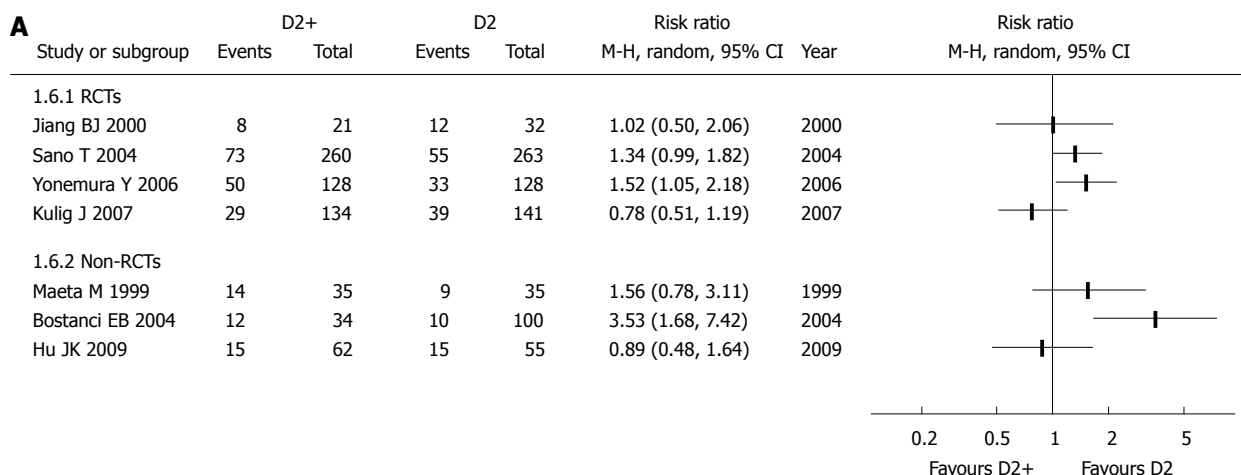 A
D2+ D2 Risk ratio Risk ratio
Study or subgroup Events Total Events Total M-H, random, 95% CI Year M-H, random, 95% CI
1.6.1 RCTs
Jiang BJ 2000 8 21 12 32 1.02 (0.50, 2.06) 2000
Sano T 2004 73 260 55 263 1.34 (0.99, 1.82) 2004
Yonemura Y 2006 50 128 33 128 1.52 (1.05, 2.18) 2006
Kulig J 2007 29 134 39 141 0.78 (0.51, 1.19) 2007
1.6.2 Non-RCTs
Maeta M 1999 14 35 9 35 1.56 (0.78, 3.11) 1999
Bostanci EB 2004 12 34 10 100 3.53 (1.68, 7.42) 2004
Hu JK 2009 15 62 15 55 0.89 (0.48, 1.64) 2009
0.2 0.5 1 2 5
Favours D2+ Favours D2